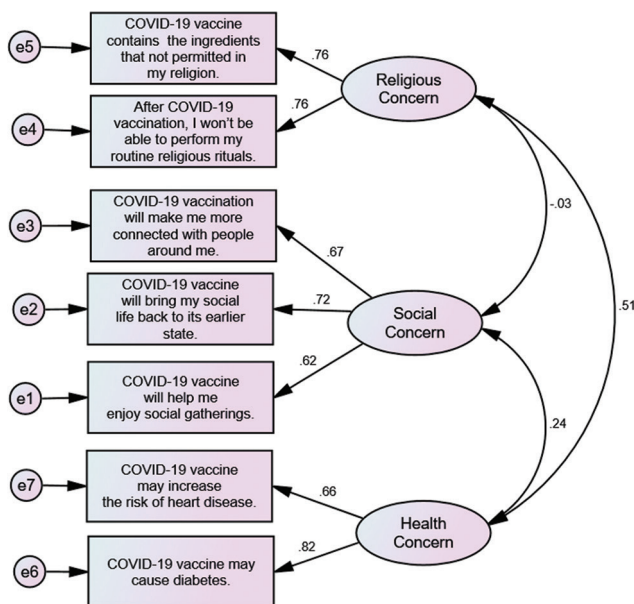 e5
COVID-19 vaccine
contains the ingredients
that not permitted in
my religion.
.76
Religious
Concern
e4
After COVID-19
vaccination, I won't be
able to perform my
routine religious rituals.
.76
e3
COVID-19 vaccination
will make me more
connected with people
around me.
.67
-.03
e2
COVID-19 vaccine
will bring my social
life back to its earlier
state.
.72
Social
Concern
.51
e1
COVID-19 vaccine
will help me
enjoy social gatherings.
.62
.24
e7
COVID-19 vaccine
may increase
the risk of heart disease.
.66
Health
Concern
e6
COVID-19 vaccine may
cause diabetes.
.82